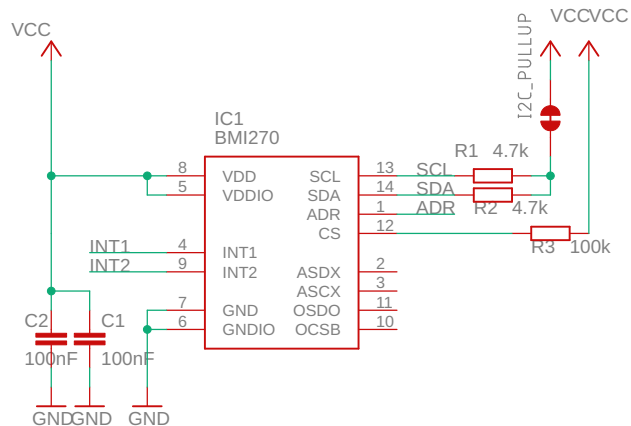 VCC
I2C_PULLUP
VCC
VCC
IC1
BMI270
8 VDD
5 VDDIO
4 INT1
9 INT2
7 GND
6 GNDIO
SCL 13
SDA 14
ADR 1
CS 12
ASDX 2
ASCX 3
OSDO 11
OCSB 10
SCL
SDA
ADR
R1 4.7k
R2 4.7k
R3 100k
INT1
INT2
C2
100nF
C1
100nF
GND
GND
GND